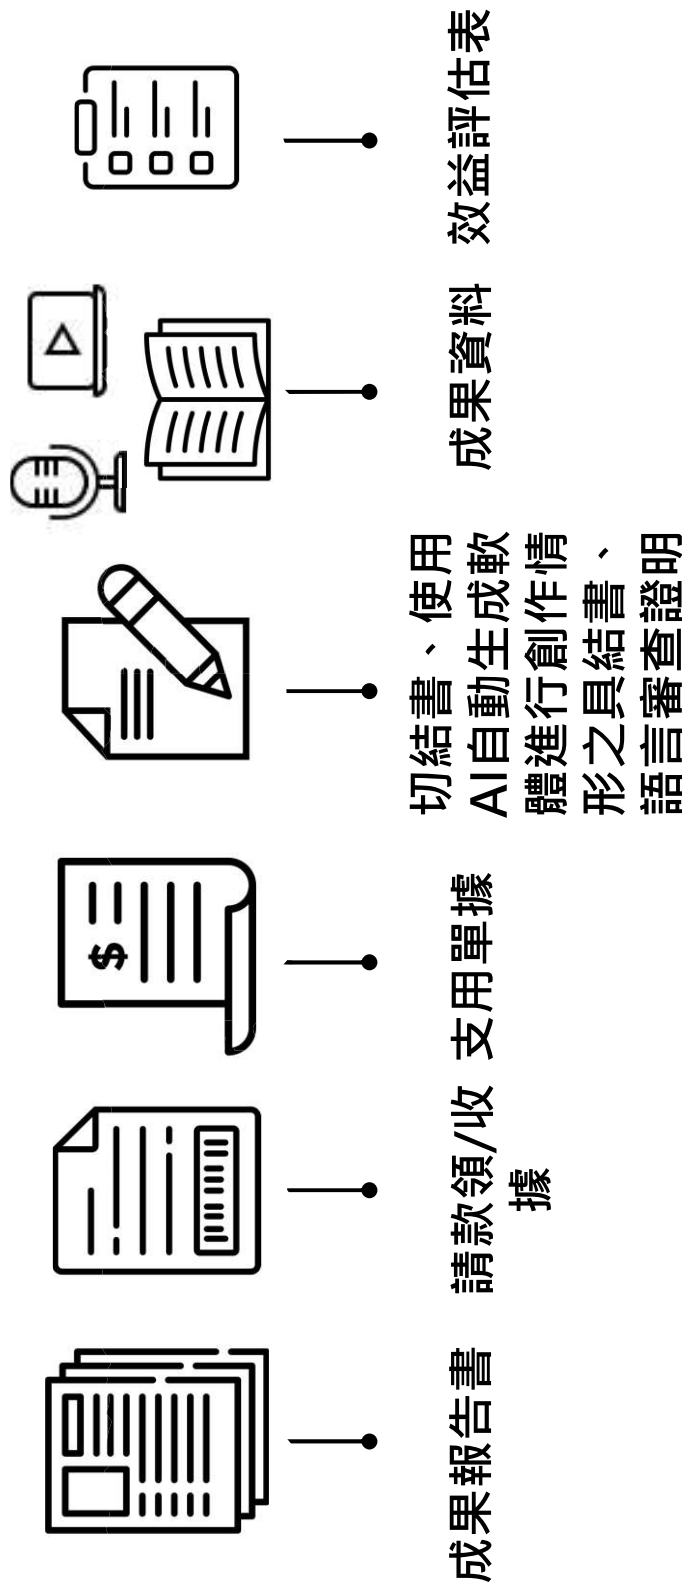 成果報告書
請款領/收
據
支用單據
$
切結書、使用
AI自動生成軟
體進行創作情
形之具結書、
語言審查證明
成果資料
效益評估表